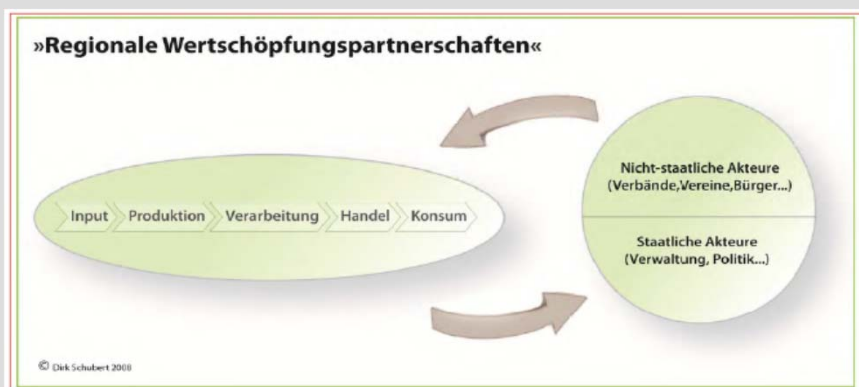 »Regionale Wertschöpfungspartnerschaften«
Input Produktion Verarbeitung Handel Konsum
Nicht-staatliche Akteure
(Verbände,Vereine,Bürger...)
Staatliche Akteure
(Verwaltung, Politik...)
© Dirk Schubert 2008